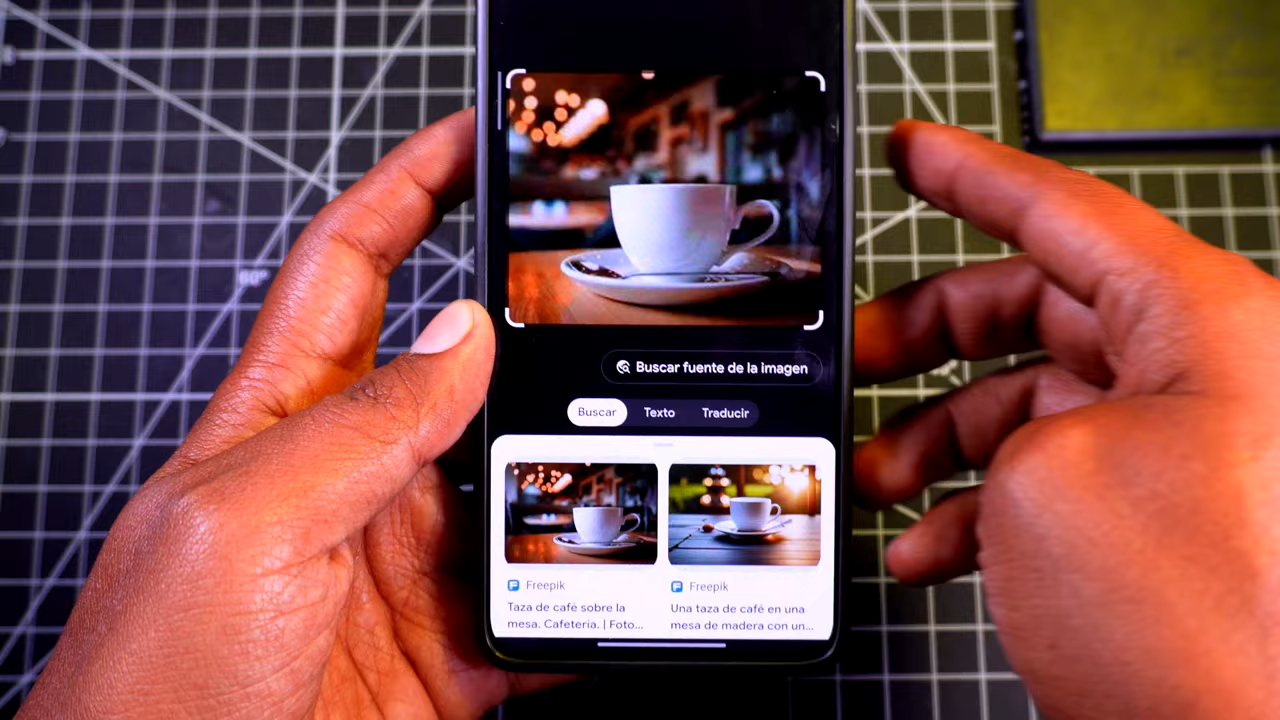 60°
Buscar fuente de la imagen
Buscar Texto Traducir
Freepik
Taza de café sobre la
mesa. Cafetería. | Foto...
Freepik
Una taza de café en una
mesa de madera con un...